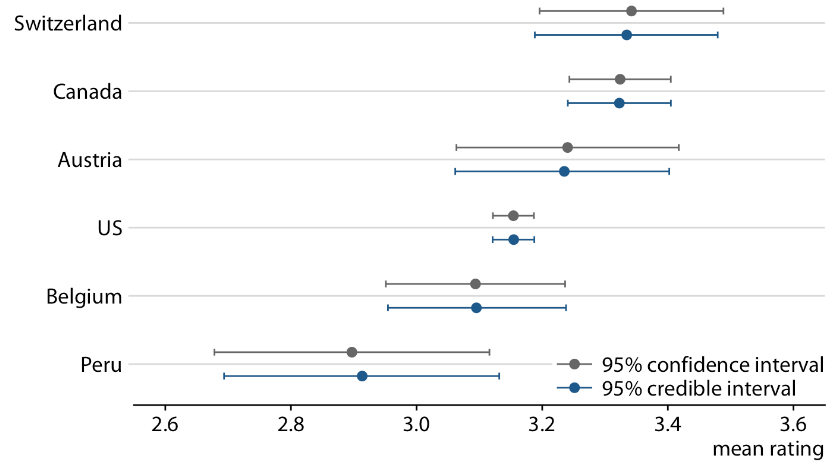 Switzerland
Canada
Austria
US
Belgium
Peru
95% confidence interval
95% credible interval
2.6 2.8 3.0 3.2 3.4 3.6
mean rating